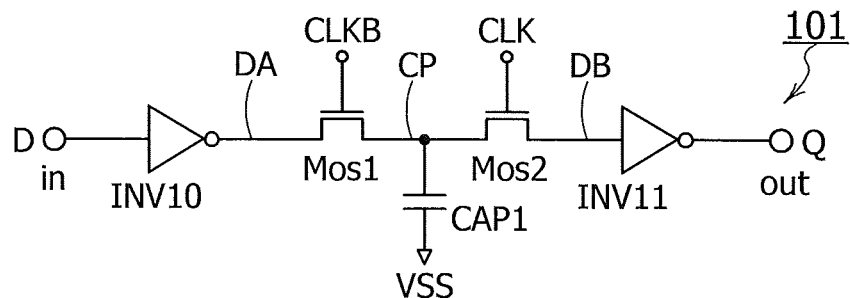 101
CLKB
CLK
DA
CP
DB
D
in
INV10
Mos1
Mos2
INV11
Q
out
CAP1
VSS